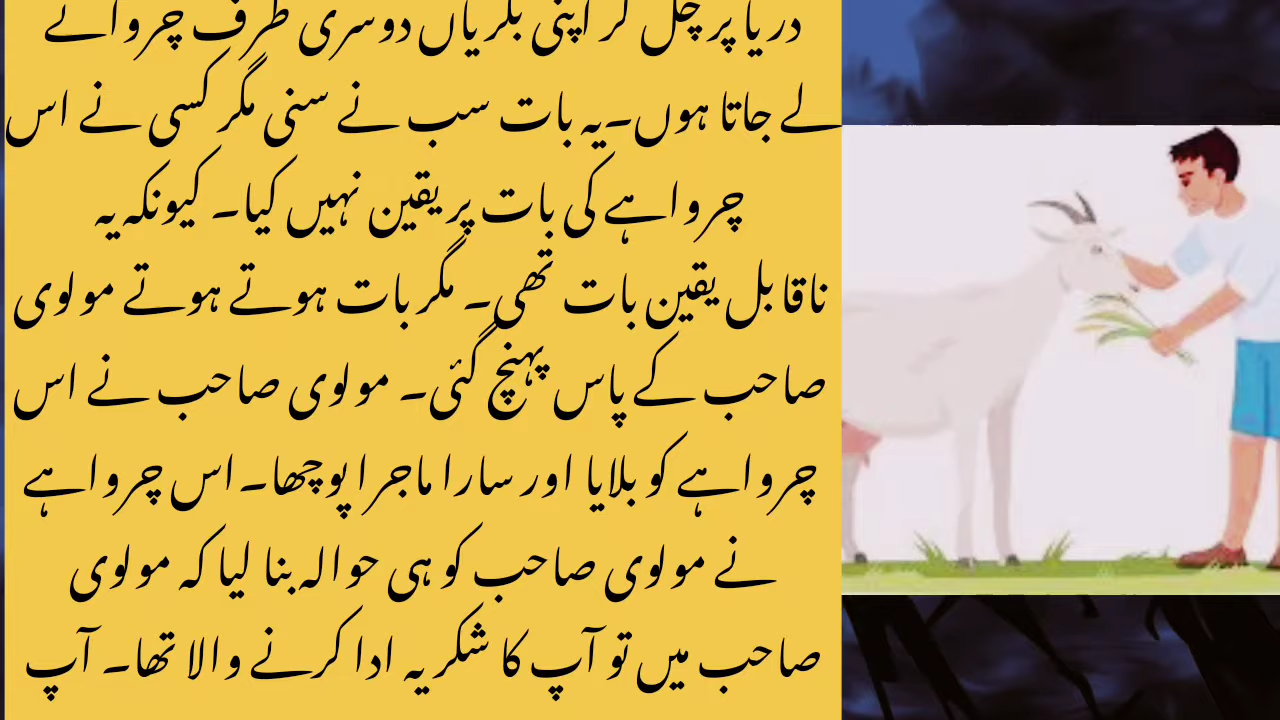 دریا پر چل کر اپنی بکریاں دوسری طرف چروانے
لے جاتا ہوں۔یہ بات سب نے سنی مگر کسی نے اس
چرواہے کی بات پر یقین نہیں کیا۔ کیونکہ یہ
ناقابل یقین بات تھی۔ مگر بات ہوتے ہوتے مولوی
صاحب کے پاس پہنچ گئی۔ مولوی صاحب نے اس
چرواہے کو بلایا اور سارا ماجرا پوچھا۔اس چرواہے
نے مولوی صاحب کو ہی حوالہ بنا لیا کہ مولوی
صاحب میں تو آپ کا شکریہ ادا کرنے والا تھا۔ آپ